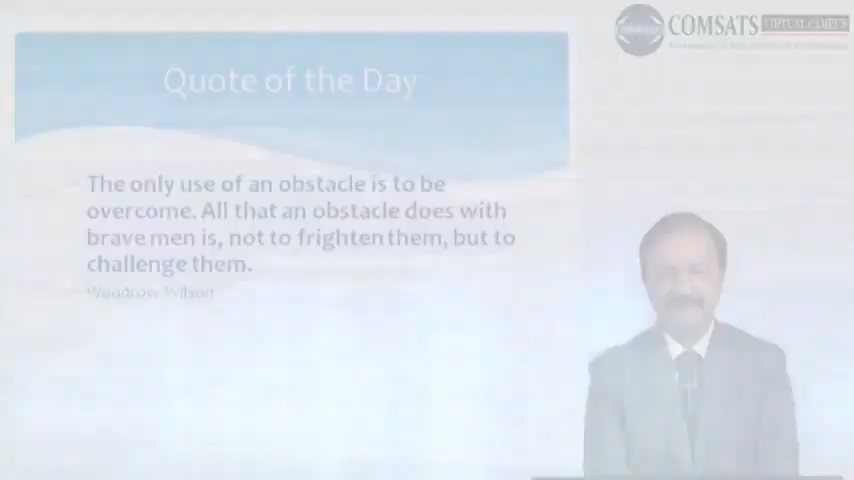 COMSATS VIRTUAL CAMPUS
Quote of the Day
The only use of an obstacle is to be
overcome. All that an obstacle does with
brave men is, not to frighten them, but to
challenge them.
Woodrow Wilson